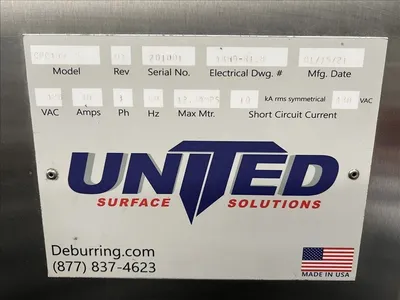 Model Rev Serial No. Electrical Dwg. # Mfg. Date
10 kA rms symmetrical VAC
VAC Amps Ph Hz Max Mtr. Short Circuit Current
UNITED
SURFACE SOLUTIONS
Deburring.com
(877) 837-4623
MADE IN USA